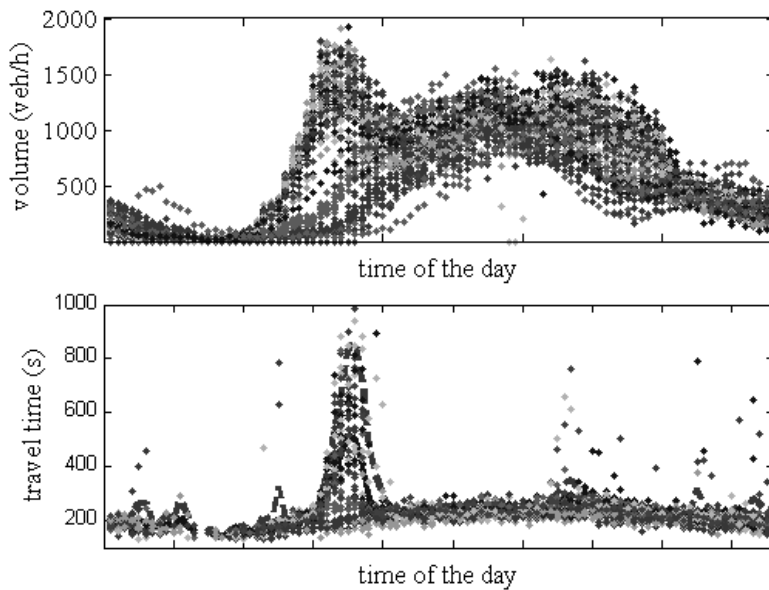 2000
1500
1000
500
volume (veh/h)
time of the day
1000
800
600
400
200
travel time (s)
time of the day